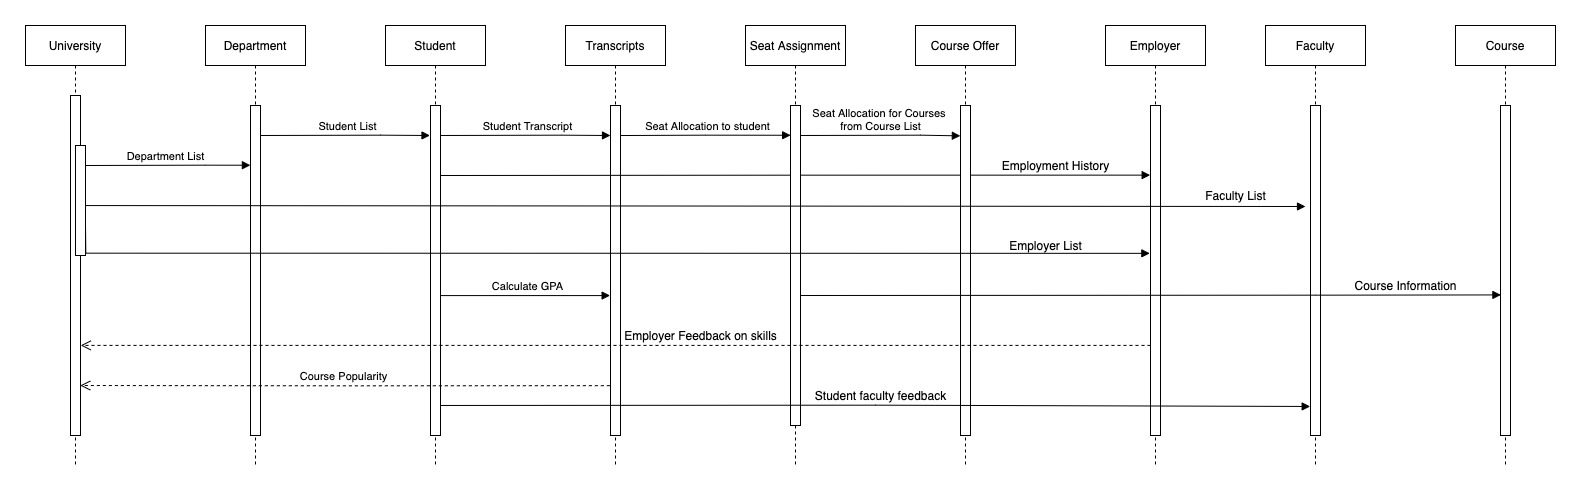 University
Department
Student
Transcripts
Seat Assignment
Course Offer
Employer
Faculty
Course
Student List
Student Transcript
Seat Allocation to student
Seat Allocation for Courses
from Course List
Department List
Employment History
Faculty List
Employer List
Calculate GPA
Course Information
Employer Feedback on skills
Course Popularity
Student faculty feedback